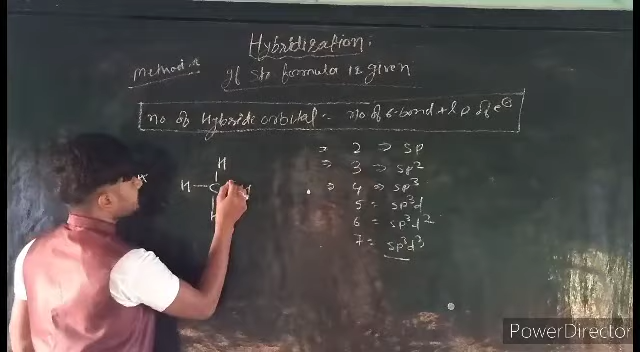 Hybridization:
Method.
If str formula is given
no of Hybride orbital = no of σ-bond + l p of e⊖
⇒ 2 ⇒ sp
⇒ 3 ⇒ sp²
⇒ 4 ⇒ sp³
5 = sp³d
6 = sp³d²
7 = sp³d³
H
H – C H
H
PowerDirector